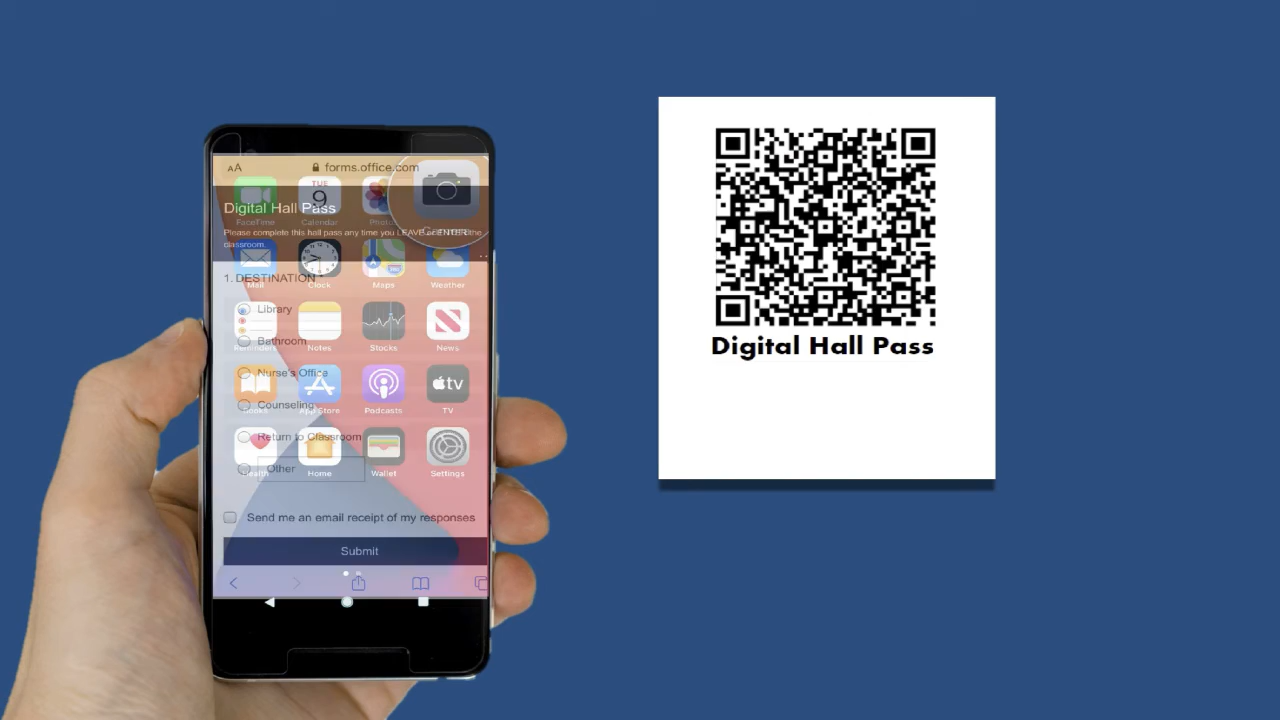 AA forms.office.com
TUE
9
FaceTime Calendar Photos Camera
Digital Hall Pass
Please complete this hall pass any time you LEAVE or ENTER the
classroom.
Mail Clock Maps Weather
1. DESTINATION *
Library
Reminders Notes Stocks News
Bathroom
Nurse's Office
tv
Counseling
Books App Store Podcasts TV
Return to Classroom
Other
Health Home Wallet Settings
Send me an email receipt of my responses
Submit
Digital Hall Pass